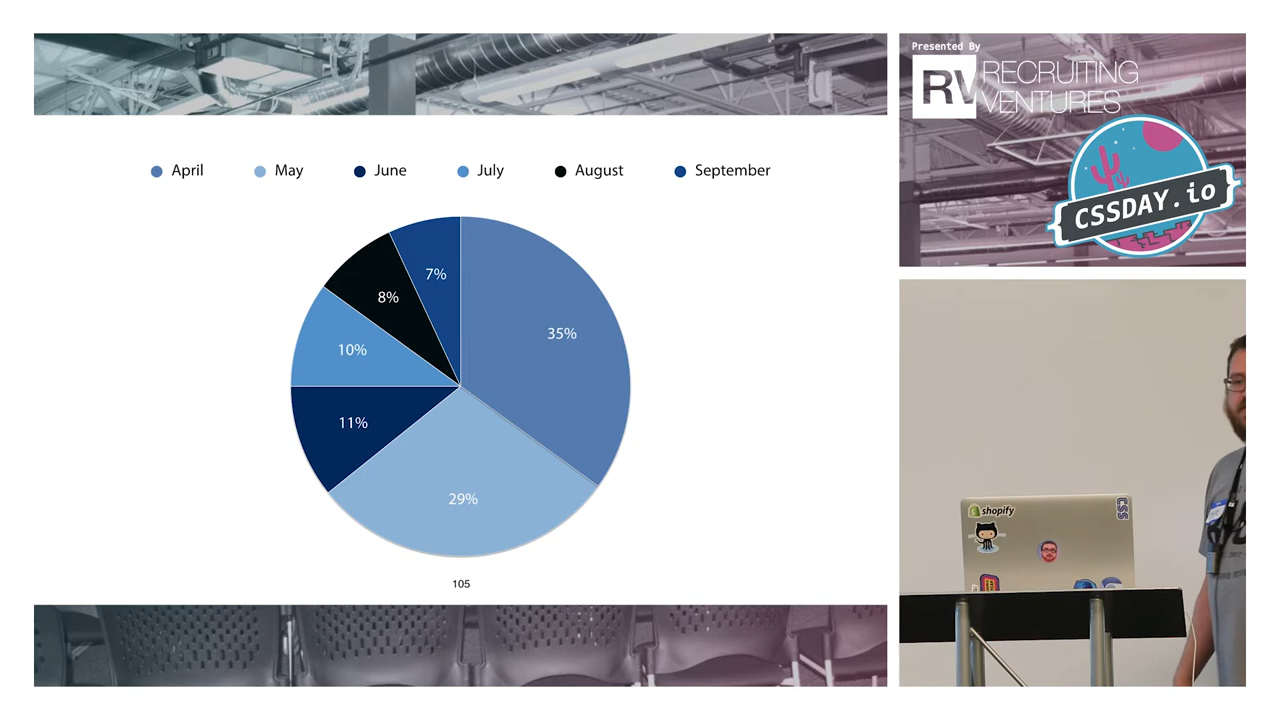 April May June July August September
7%
35%
8%
10%
11%
29%
105
Presented By
RV RECRUITING
VENTURES
{CSSDAY.io}
shopify
CSS